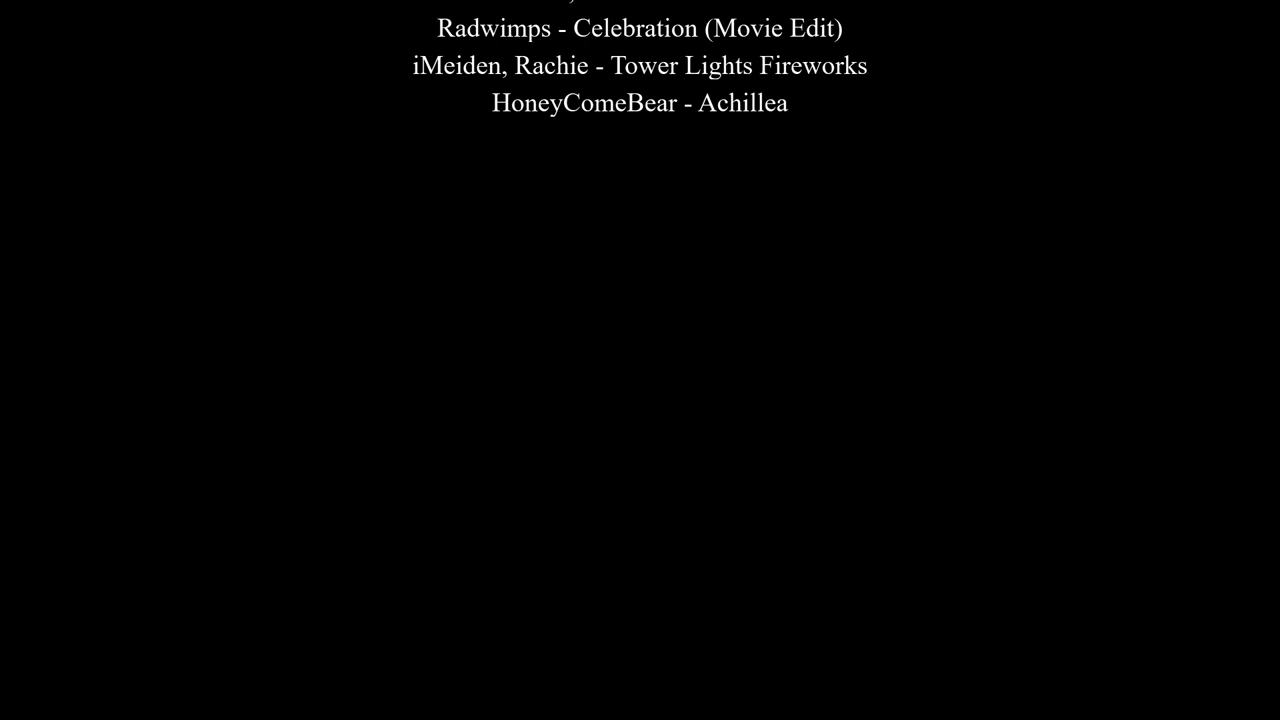 Radwimps - Celebration (Movie Edit)
iMeiden, Rachie - Tower Lights Fireworks
HoneyComeBear - Achillea